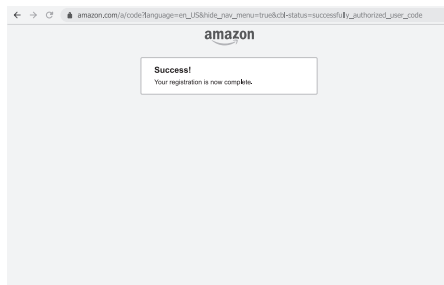 amazon.com/a/code?language=en_US&hide_nav_menu=true&cbl-status=successfully_authorized_user_code
amazon
Success!
Your registration is now complete.